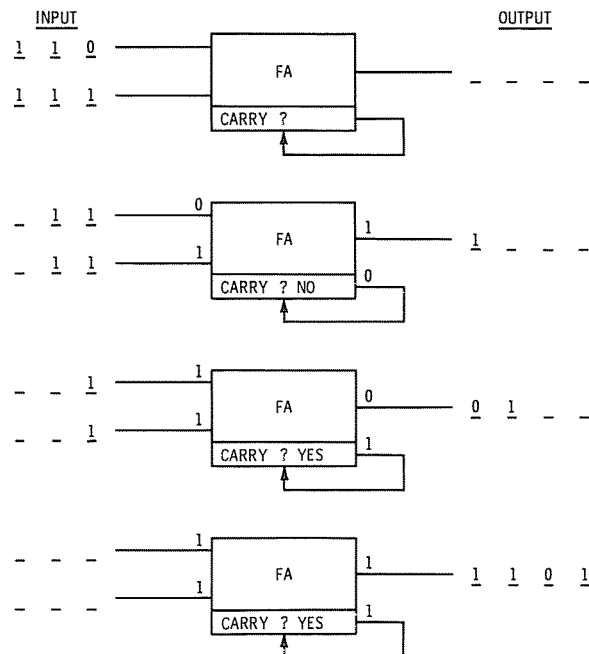 INPUT OUTPUT
1 1 0
FA
_ _ _ _
1 1 1
CARRY ?
_ 1 1 0
FA
1
1 _ _ _
_ 1 1 1
CARRY ? NO 0
_ _ 1 1
FA
0
0 1 _ _
_ _ 1 1
CARRY ? YES 1
_ _ _ 1
FA
1
1 1 0 1
_ _ _ 1
CARRY ? YES 1